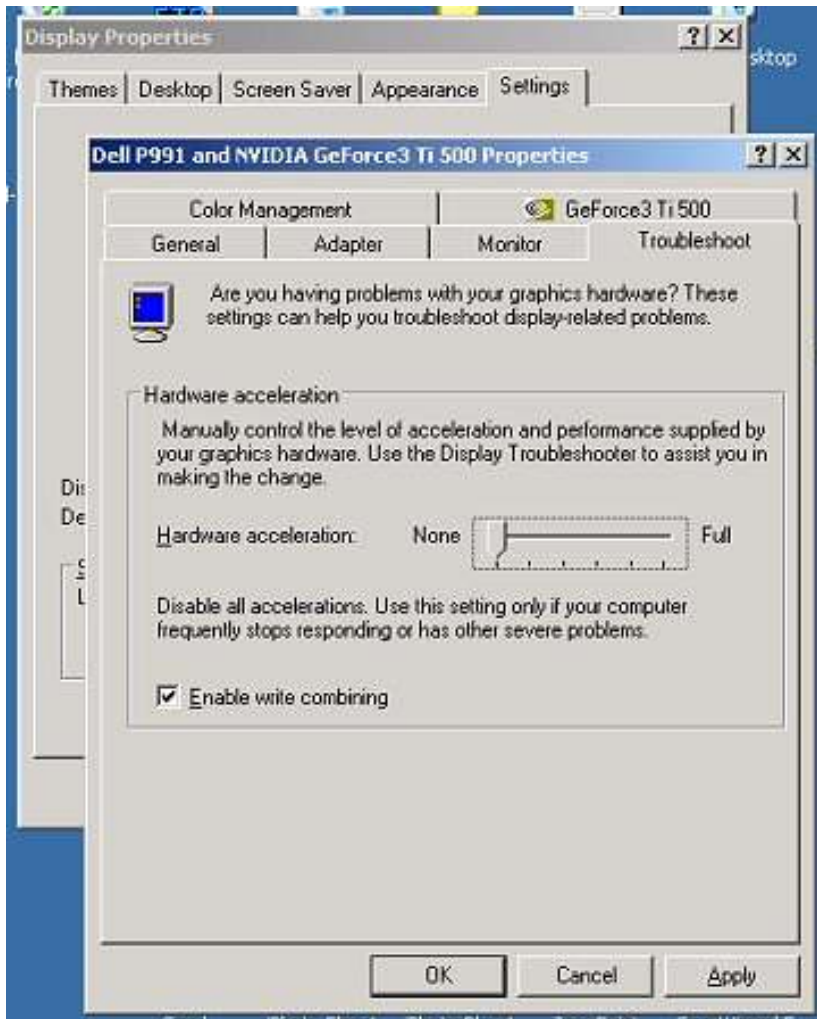 Display Properties
sktop
Themes
Desktop
Screen Saver
Appearance
Settings
Dell P991 and NVIDIA GeForce3 Ti 500 Properties
Color Management
GeForce3 Ti 500
General
Adapter
Monitor
Troubleshoot
Are you having problems with your graphics hardware? These
settings can help you troubleshoot display-related problems.
Hardware acceleration
Manually control the level of acceleration and performance supplied by
your graphics hardware. Use the Display Troubleshooter to assist you in
making the change.
Dis
De
Hardware acceleration:
None
Full
Disable all accelerations. Use this setting only if your computer
frequently stops responding or has other severe problems.
Enable write combining
OK
Cancel
Apply